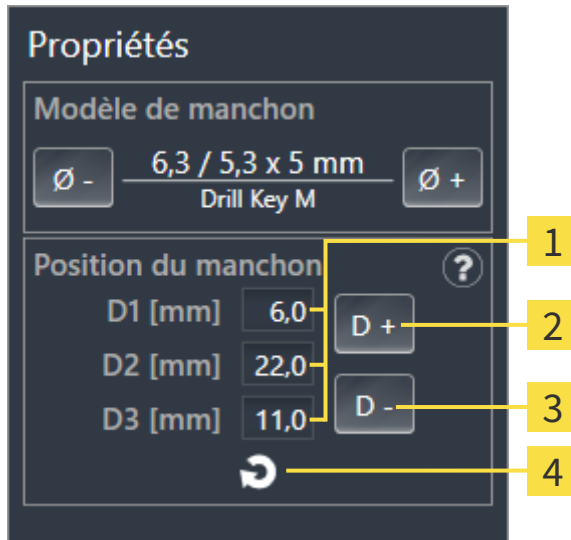 Propriétés
Modèle de manchon
Ø - 6,3 / 5,3 x 5 mm Ø +
Drill Key M
Position du manchon ?
D1 [mm] 6,0
D2 [mm] 22,0
D3 [mm] 11,0
D +
D -
1
2
3
4